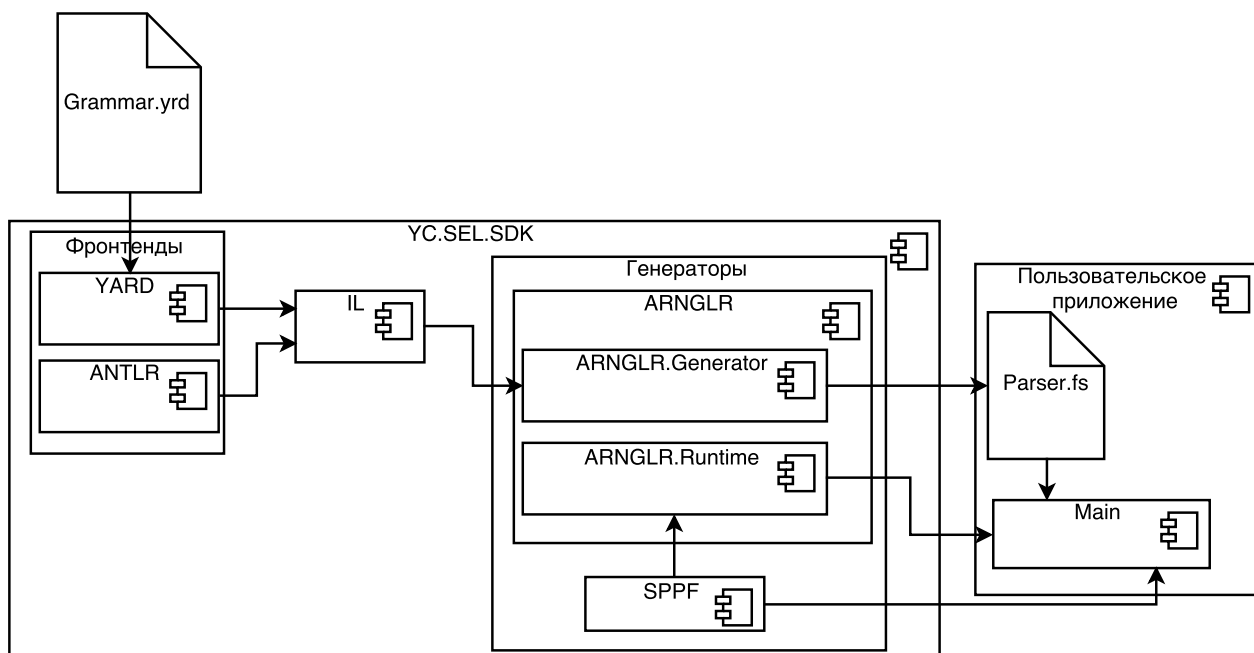 Grammar.yrd
YC.SEL.SDK
Фронтенды
YARD
ANTLR
IL
Генераторы
ARNGLR
ARNGLR.Generator
ARNGLR.Runtime
SPPF
Пользовательское
приложение
Parser.fs
Main